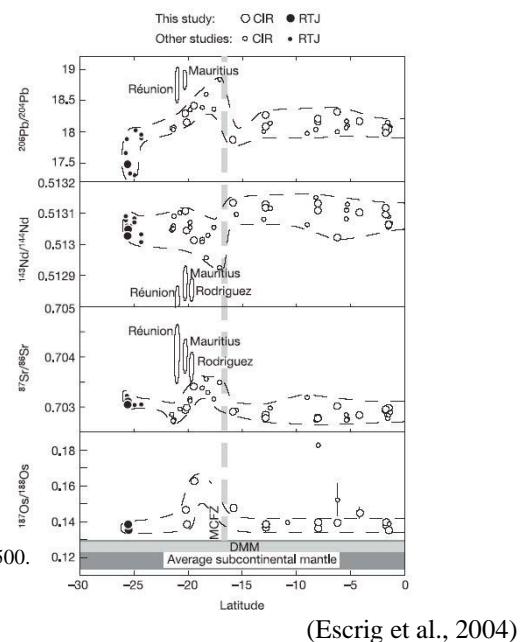 This study: CIR RTJ
Other studies: CIR RTJ
19
18.5
18
17.5
206Pb/204Pb
Mauritius
Réunion
0.5132
0.5131
0.513
0.5129
143Nd/144Nd
Mauritius
Réunion
Rodriguez
0.705
0.704
0.703
87Sr/86Sr
Réunion
Mauritius
Rodriguez
0.18
0.16
0.14
0.12
187Os/188Os
MCFZ
DMM
Average subcontinental mantle
500.
−30 −25 −20 −15 −10 −5 0
Latitude
(Escrig et al., 2004)